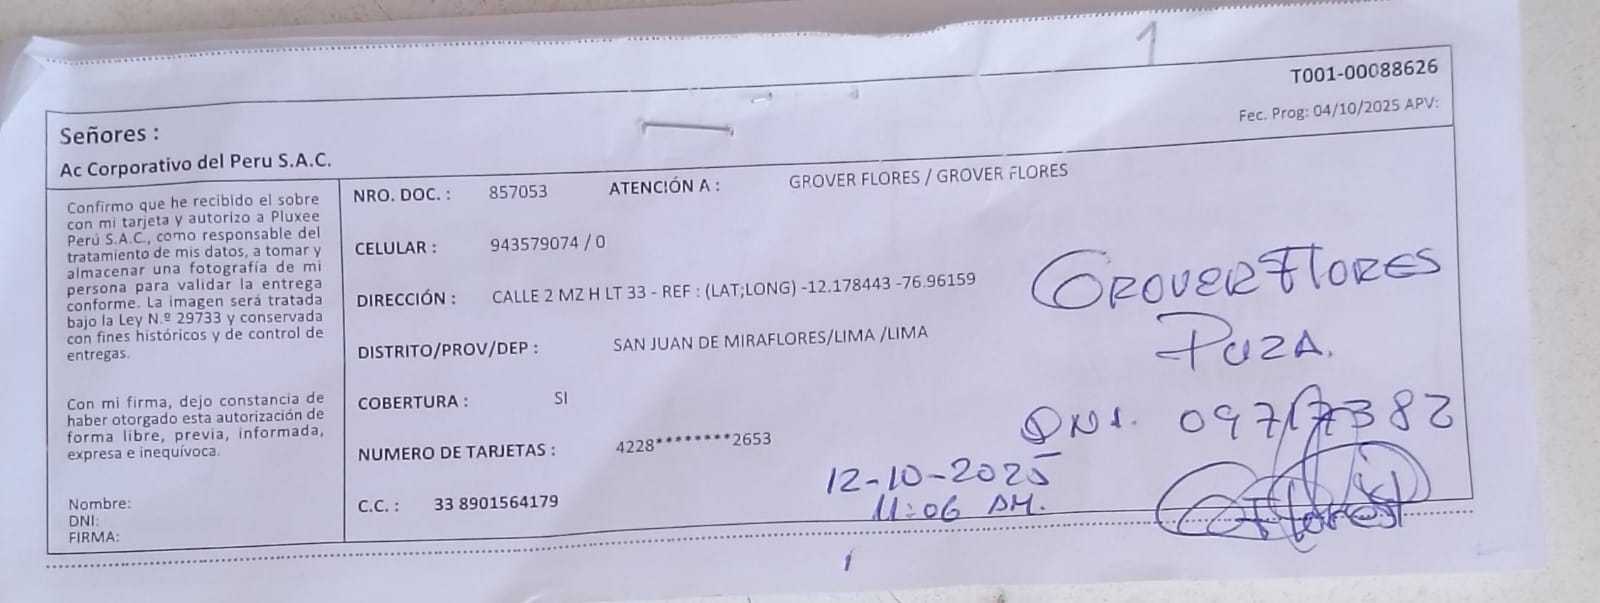 1
T001-00088626
Fec. Prog: 04/10/2025 APV:
Señores :
Ac Corporativo del Peru S.A.C.
Confirmo que he recibido el sobre
con mi tarjeta y autorizo a Pluxee
Perú S.A.C., como responsable del
tratamiento de mis datos, a tomar y
almacenar una fotografía de mi
persona para validar la entrega
conforme. La imagen será tratada
bajo la Ley N.º 29733 y conservada
con fines históricos y de control de
entregas.
Con mi firma, dejo constancia de
haber otorgado esta autorización de
forma libre, previa, informada,
expresa e inequívoca.
Nombre:
DNI:
FIRMA:
NRO. DOC. : 857053 ATENCIÓN A : GROVER FLORES / GROVER FLORES
CELULAR : 943579074 / 0
DIRECCIÓN : CALLE 2 MZ H LT 33 - REF : (LAT;LONG) -12.178443 -76.96159
DISTRITO/PROV/DEP : SAN JUAN DE MIRAFLORES/LIMA /LIMA
COBERTURA : SI
NUMERO DE TARJETAS : 4228********2653
C.C. : 33 8901564179
GROVER FLORES
POZA.
DNI. 09717382
12-10-2025
11:06 AM.
1